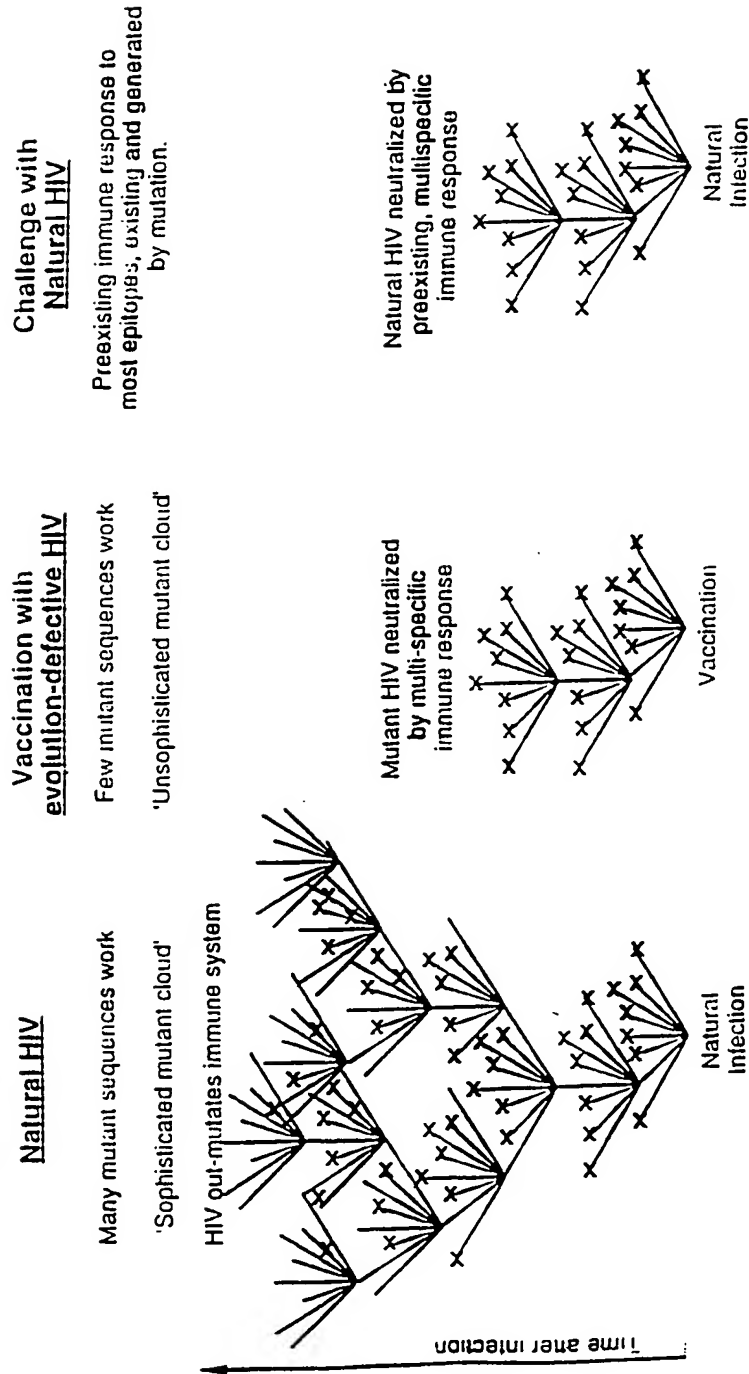 Natural HIV
Many mutant sequences work
'Sophisticated mutant cloud'
HIV out-mutates immune system
Natural
Infection
Time after infection
Vaccination with
evolution-defective HIV
Few mutant sequences work
'Unsophisticated mutant cloud'
Mutant HIV neutralized
by multi-specific
immune response
Vaccination
Challenge with
Natural HIV
Preexisting immune response to
most epitopes, existing and generated
by mutation.
Natural HIV neutralized by
preexisting, multispecific
immune response
Natural
Infection